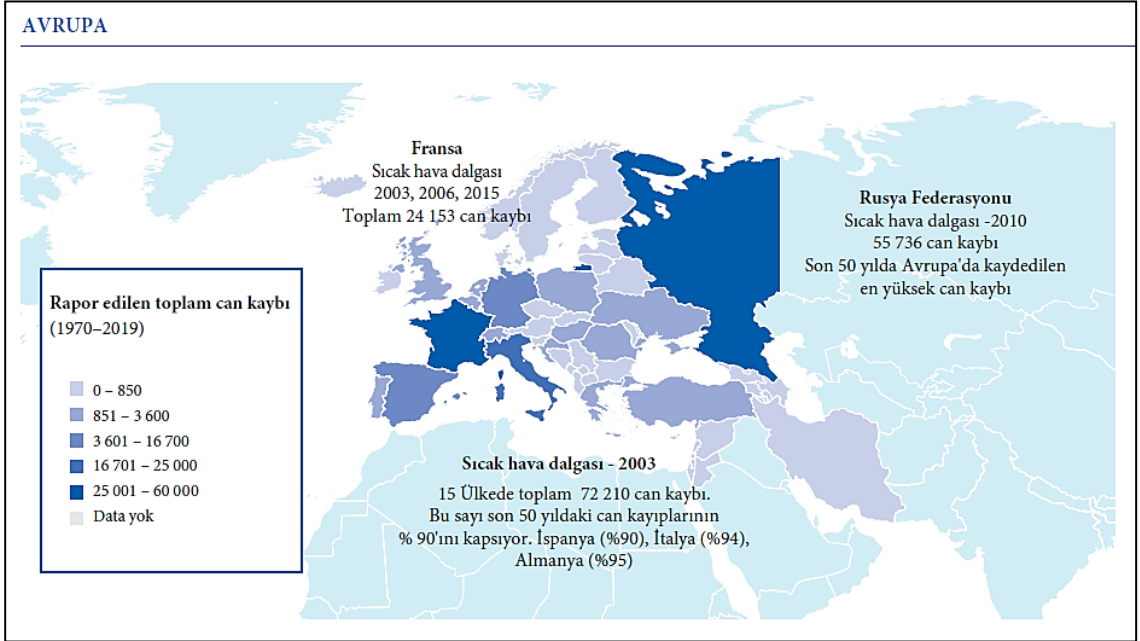 AVRUPA
Fransa
Sıcak hava dalgası
2003, 2006, 2015
Toplam 24 153 can kaybı
Rusya Federasyonu
Sıcak hava dalgası -2010
55 736 can kaybı
Son 50 yılda Avrupa'da kaydedilen
en yüksek can kaybı
Rapor edilen toplam can kaybı
(1970–2019)
0 – 850
851 – 3 600
3 601 – 16 700
16 701 – 25 000
25 001 – 60 000
Data yok
Sıcak hava dalgası - 2003
15 Ülkede toplam 72 210 can kaybı.
Bu sayı son 50 yıldaki can kayıplarının
% 90'ını kapsıyor. İspanya (%90), İtalya (%94),
Almanya (%95)